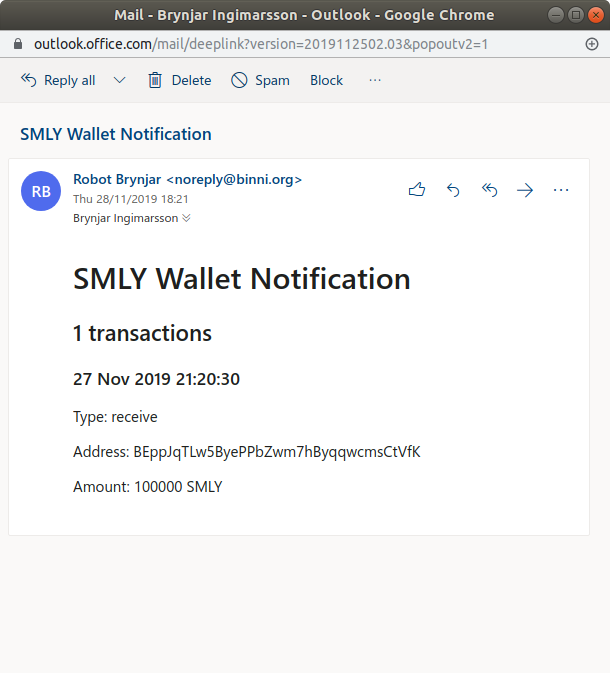 Mail - Brynjar Ingimarsson - Outlook - Google Chrome
outlook.office.com/mail/deeplink?version=2019112502.03&popoutv2=1
Reply all Delete Spam Block ...
SMLY Wallet Notification
RB
Robot Brynjar <noreply@binni.org>
Thu 28/11/2019 18:21
Brynjar Ingimarsson
SMLY Wallet Notification
1 transactions
27 Nov 2019 21:20:30
Type: receive
Address: BEppJqTLw5ByePPbZwm7hByqqwcmsCtVfK
Amount: 100000 SMLY